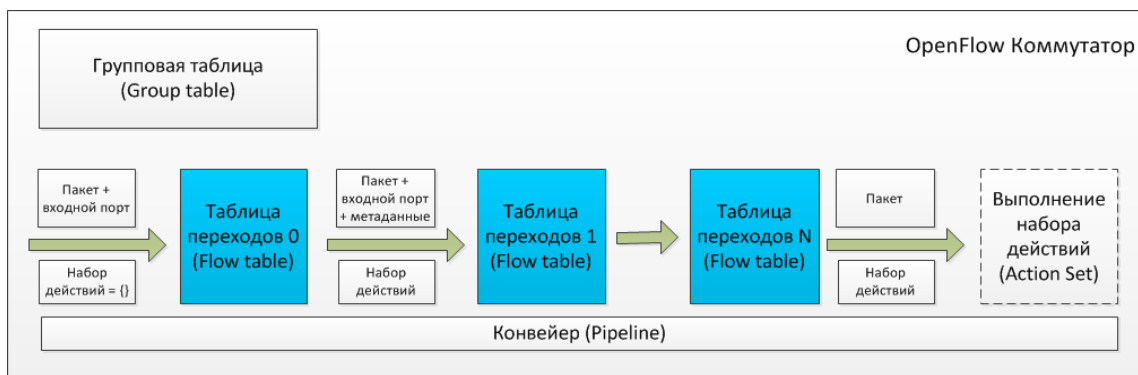 OpenFlow Коммутатор
Групповая таблица
(Group table)
Пакет +
входной порт
Набор
действий = {}
Таблица
переходов 0
(Flow table)
Пакет +
входной порт
+ метаданные
Набор
действий
Таблица
переходов 1
(Flow table)
Таблица
переходов N
(Flow table)
Пакет
Набор
действий
Выполнение
набора
действий
(Action Set)
Конвейер (Pipeline)